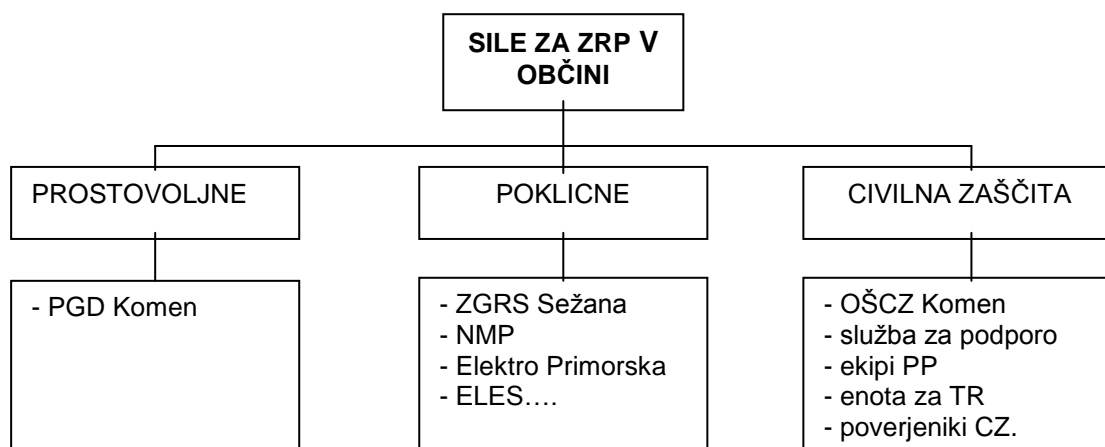 SILE ZA ZRP V
OBČINI
PROSTOVOLJNE
POKLICNE
CIVILNA ZAŠČITA
- PGD Komen
- ZGRS Sežana
- NMP
- Elektro Primorska
- ELES….
- OŠCZ Komen
- služba za podporo
- ekipi PP
- enota za TR
- poverjeniki CZ.